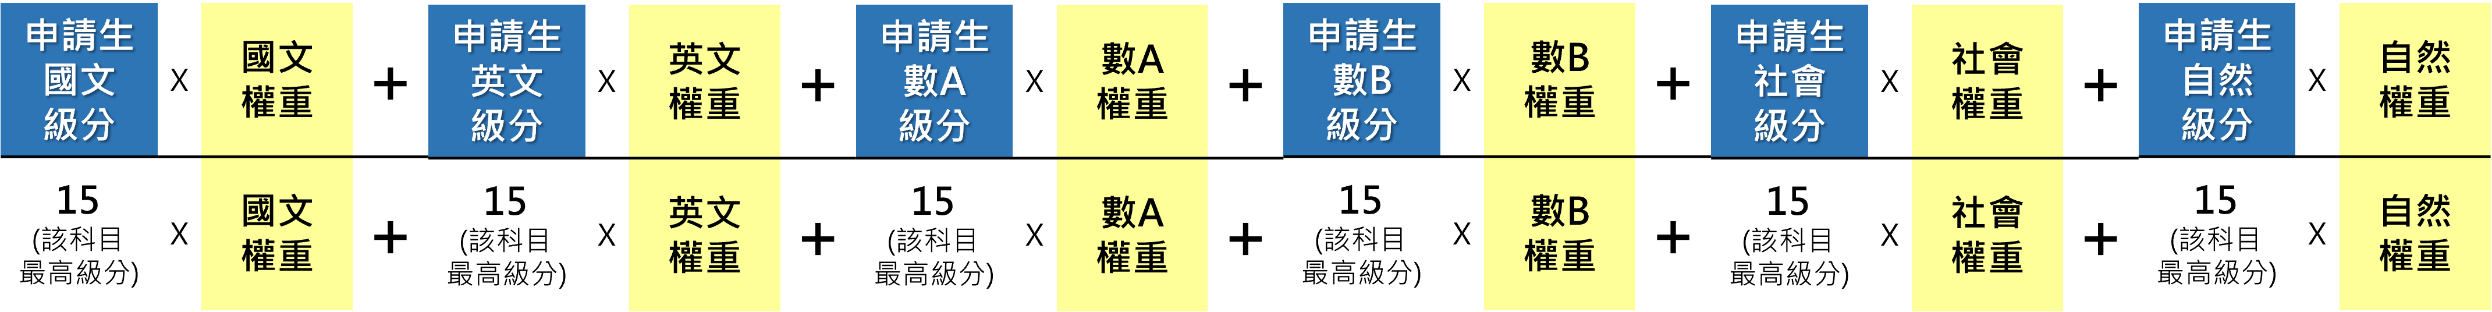 申請生 國文 級分 X 國文 權重 + 申請生 英文 級分 X 英文 權重 + 申請生 數A 級分 X 數A 權重 + 申請生 數B 級分 X 數B 權重 + 申請生 社會 級分 X 社會 權重 + 申請生 自然 級分 X 自然 權重
15 (該科目 最高級分) X 國文 權重 + 15 (該科目 最高級分) X 英文 權重 + 15 (該科目 最高級分) X 數A 權重 + 15 (該科目 最高級分) X 數B 權重 + 15 (該科目 最高級分) X 社會 權重 + 15 (該科目 最高級分) X 自然 權重